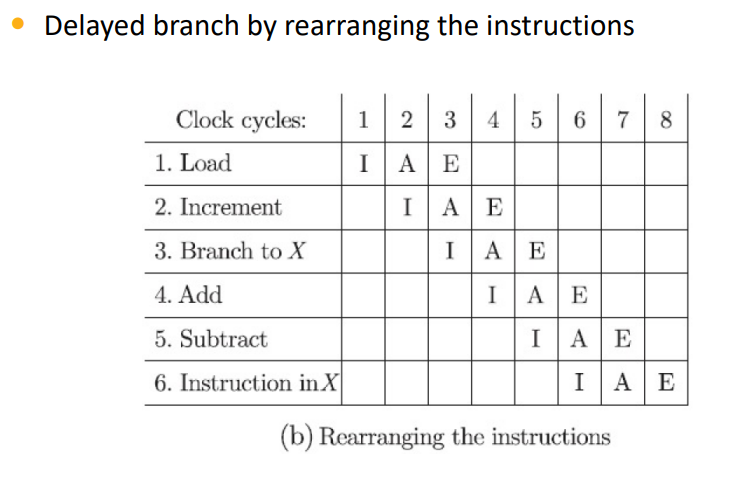 Delayed branch by rearranging the instructions
Clock cycles: 1 2 3 4 5 6 7 8
1. Load I A E
2. Increment I A E
3. Branch to X I A E
4. Add I A E
5. Subtract I A E
6. Instruction in X I A E
(b) Rearranging the instructions